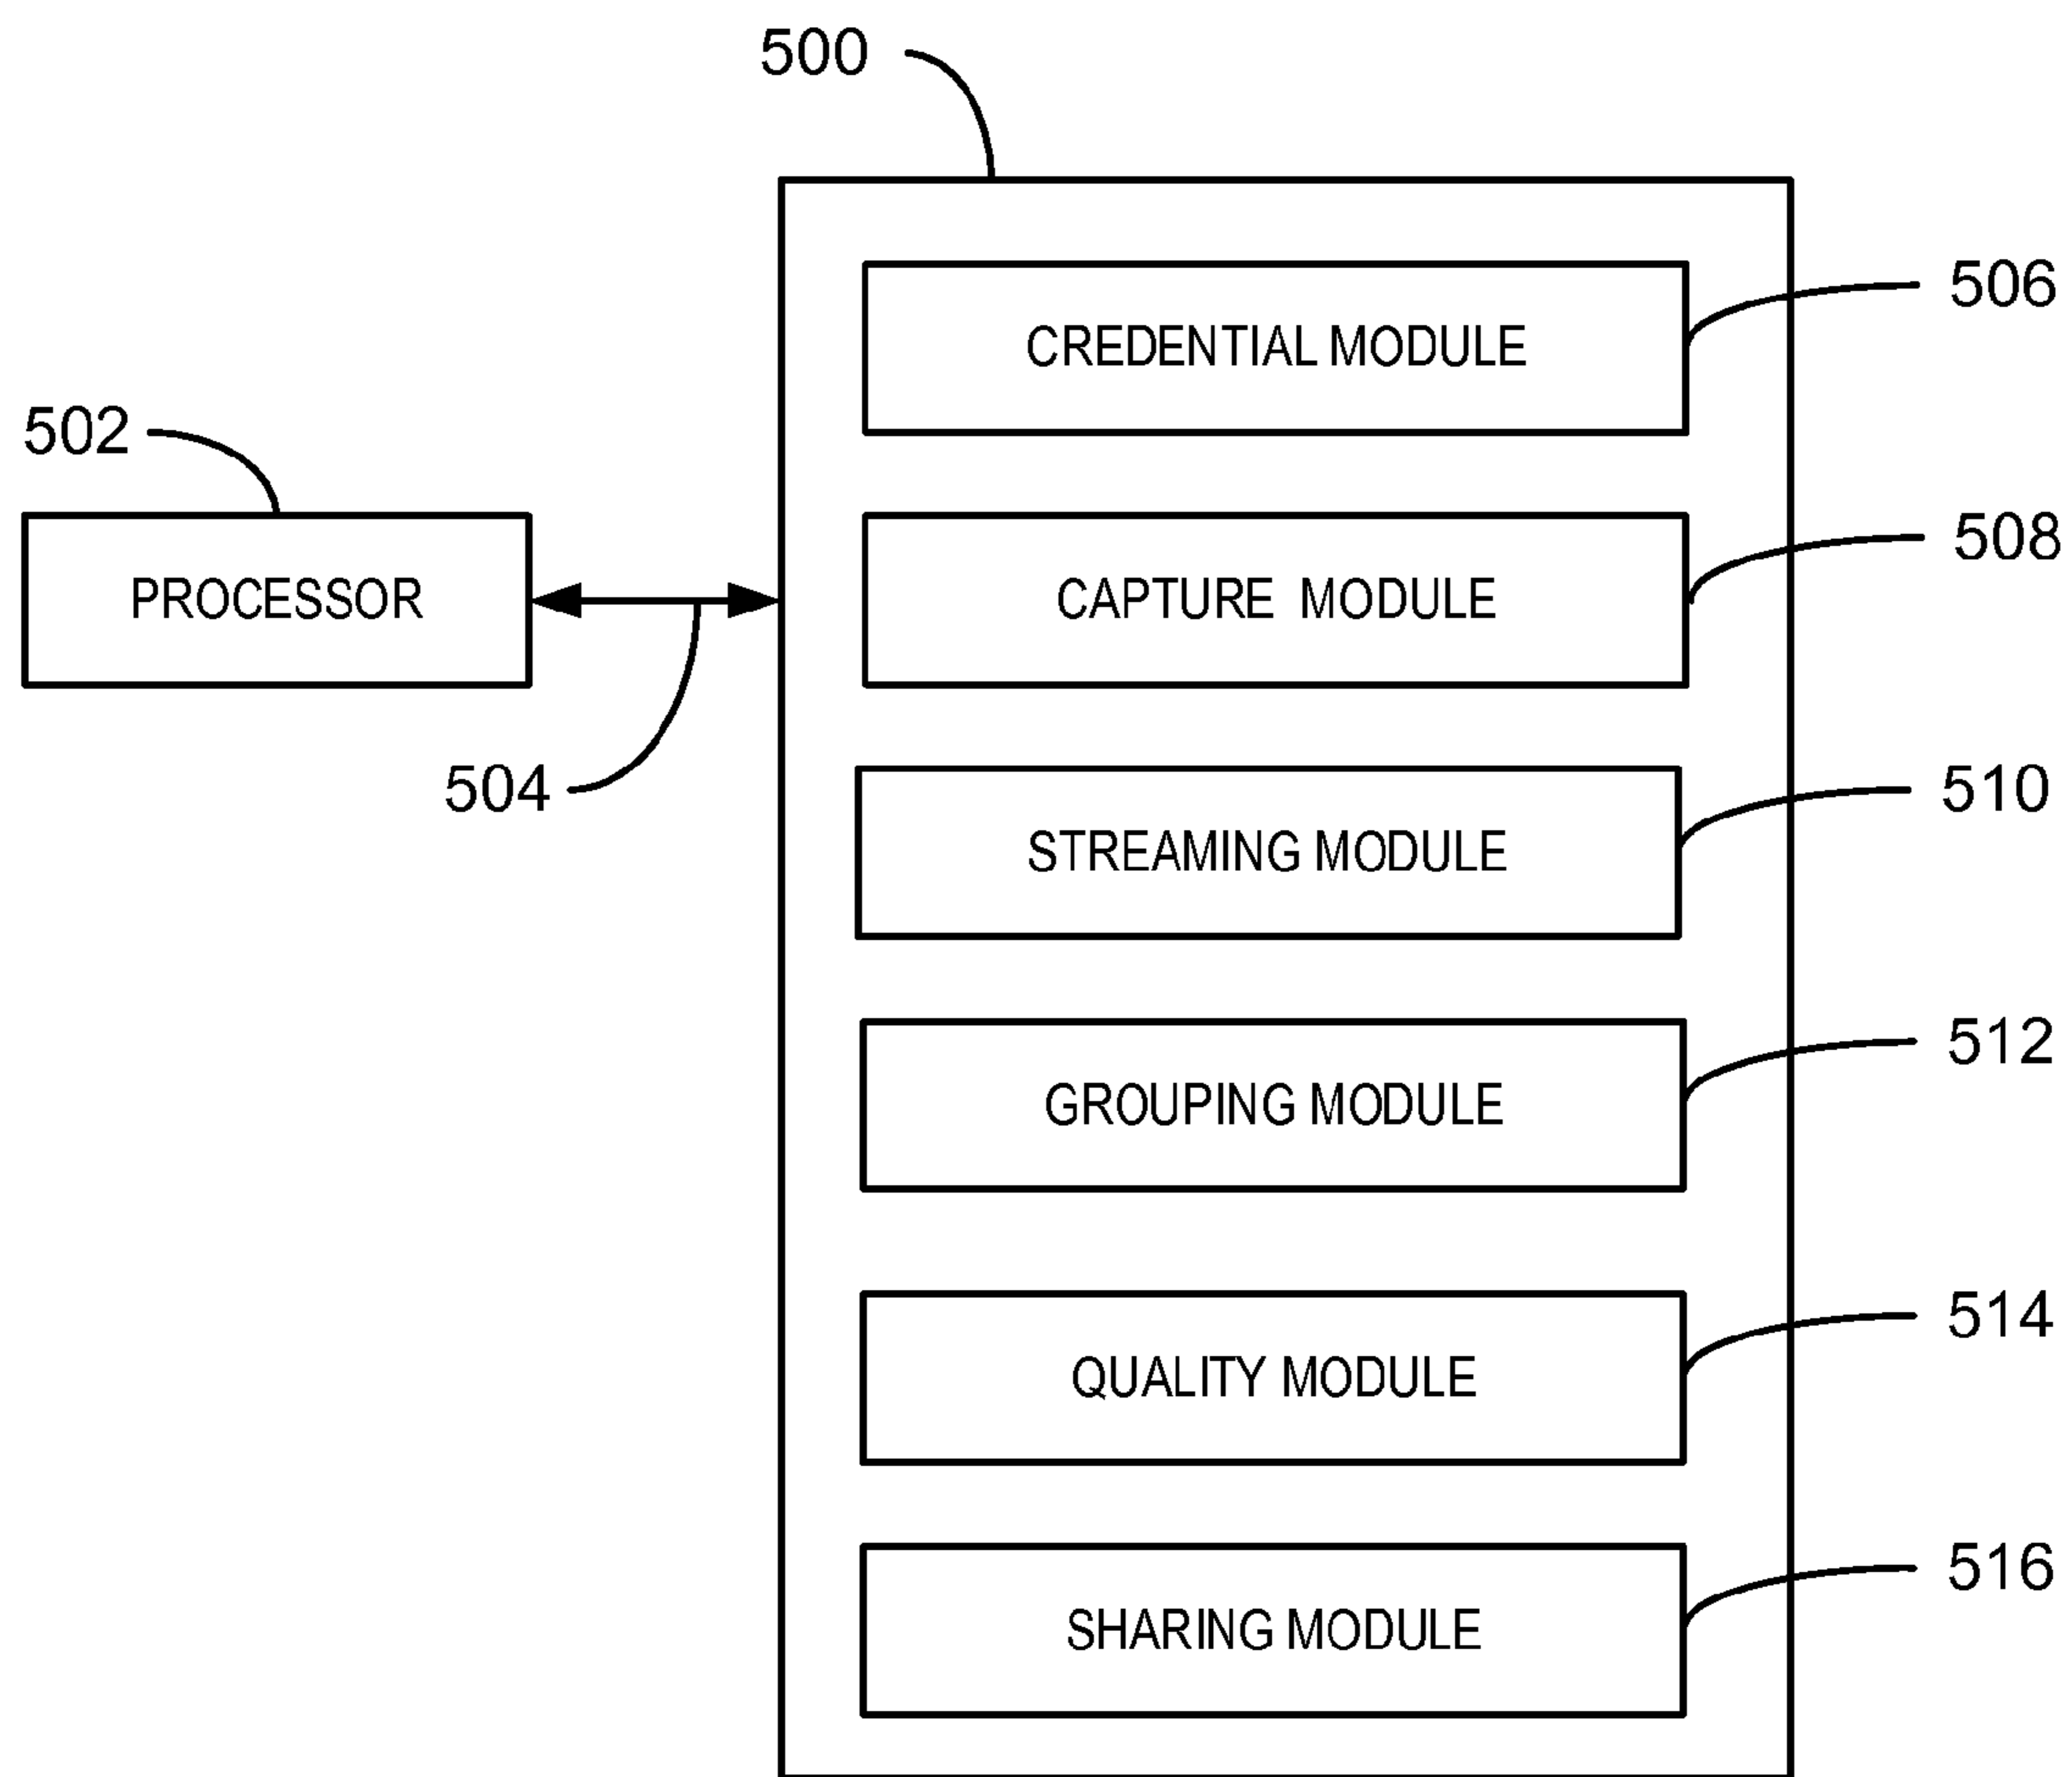 500
CREDENTIAL MODULE
506
502
PROCESSOR
CAPTURE MODULE
508
504
STREAMING MODULE
510
GROUPING MODULE
512
QUALITY MODULE
514
SHARING MODULE
516